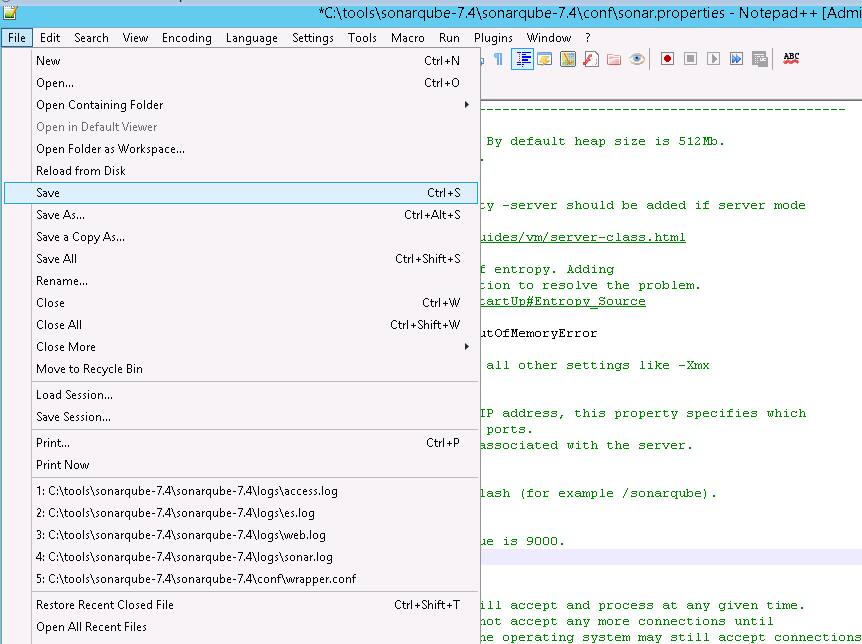 *C:\tools\sonarqube-7.4\sonarqube-7.4\conf\sonar.properties - Notepad++ [Admi
File Edit Search View Encoding Language Settings Tools Macro Run Plugins Window ?
ABC
New Ctrl+N
Open... Ctrl+O
Open Containing Folder
Open in Default Viewer
By default heap size is 512Mb.
Open Folder as Workspace...
Reload from Disk
Save Ctrl+S
ty -server should be added if server mode
Save As... Ctrl+Alt+S
Save a Copy As...
uides/vm/server-class.html
Save All Ctrl+Shift+S
f entropy. Adding
Rename...
tion to resolve the problem.
Close Ctrl+W
tartUp#Entropy_Source
Close All Ctrl+Shift+W
utOfMemoryError
Close More
Move to Recycle Bin
all other settings like -Xmx
Load Session...
Save Session...
IP address, this property specifies which
ports.
Print... Ctrl+P
associated with the server.
Print Now
1: C:\tools\sonarqube-7.4\sonarqube-7.4\logs\access.log
lash (for example /sonarqube).
2: C:\tools\sonarqube-7.4\sonarqube-7.4\logs\es.log
3: C:\tools\sonarqube-7.4\sonarqube-7.4\logs\web.log
ue is 9000.
4: C:\tools\sonarqube-7.4\sonarqube-7.4\logs\sonar.log
5: C:\tools\sonarqube-7.4\sonarqube-7.4\conf\wrapper.conf
Restore Recent Closed File Ctrl+Shift+T
ill accept and process at any given time.
Open All Recent Files
not accept any more connections until
he operating system may still accept connections